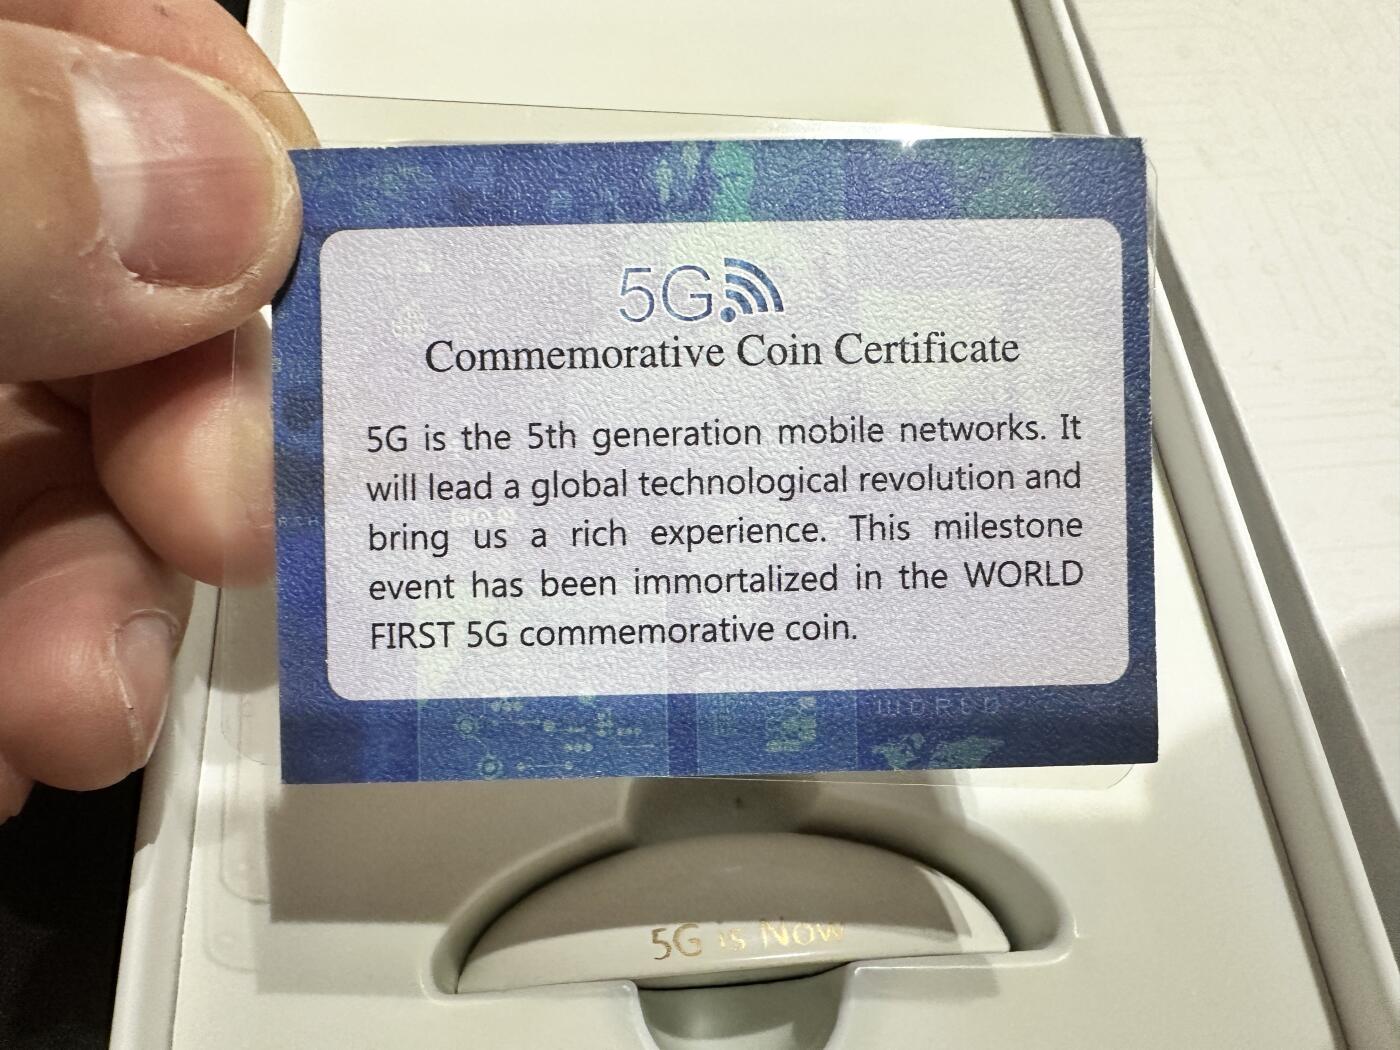 5G
Commemorative Coin Certificate
5G is the 5th generation mobile networks. It
will lead a global technological revolution and
bring us a rich experience. This milestone
event has been immortalized in the WORLD
FIRST 5G commemorative coin.
WORLD
5G is Now